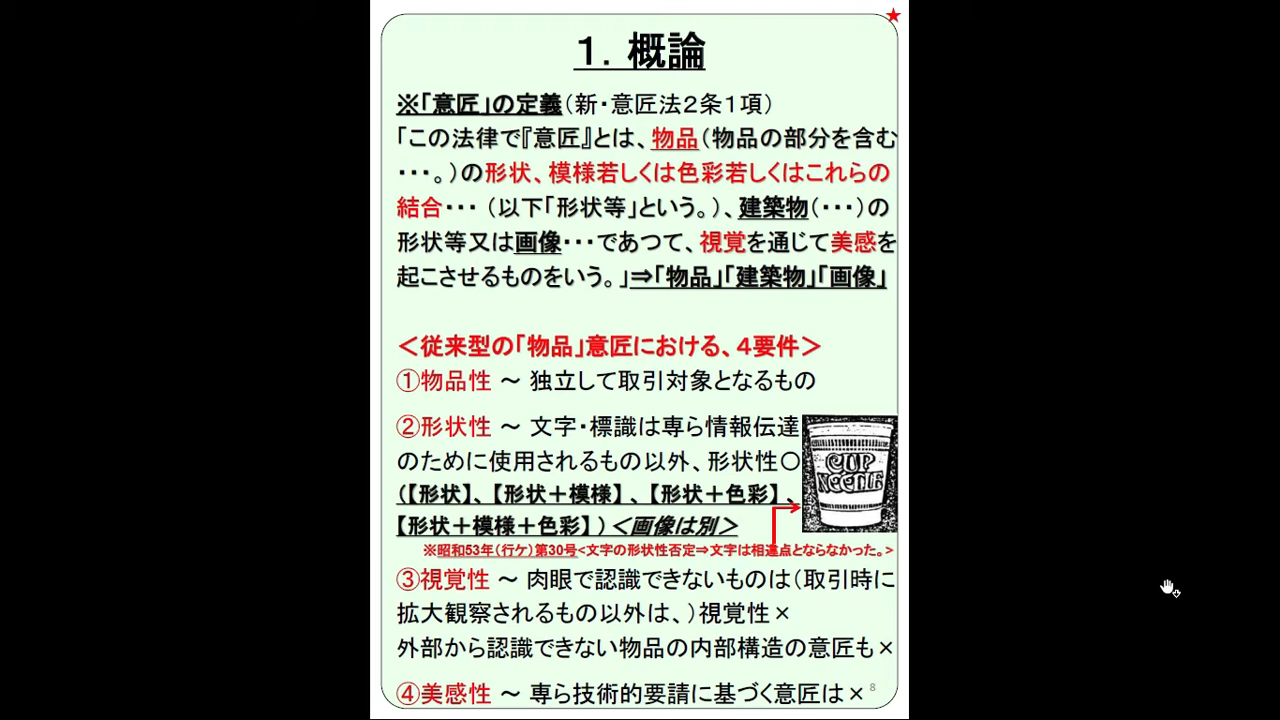 １．概論
※「意匠」の定義（新・意匠法２条１項）
「この法律で『意匠』とは、物品（物品の部分を含む
・・・。）の形状、模様若しくは色彩若しくはこれらの
結合・・・（以下「形状等」という。）、建築物（・・・）の
形状等又は画像・・・であつて、視覚を通じて美感を
起こさせるものをいう。」⇒「物品」「建築物」「画像」
＜従来型の「物品」意匠における、４要件＞
①物品性 ～ 独立して取引対象となるもの
②形状性 ～ 文字・標識は専ら情報伝達
のために使用されるもの以外、形状性○
（【形状】、【形状＋模様】、【形状＋色彩】、
【形状＋模様＋色彩】）＜画像は別＞
CUP
NOODLE
※昭和53年（行ケ）第30号<文字の形状性否定⇒文字は相違点とならなかった。>
③視覚性 ～ 肉眼で認識できないものは（取引時に
拡大観察されるもの以外は、）視覚性×
外部から認識できない物品の内部構造の意匠も×
④美感性 ～ 専ら技術的要請に基づく意匠は×
8